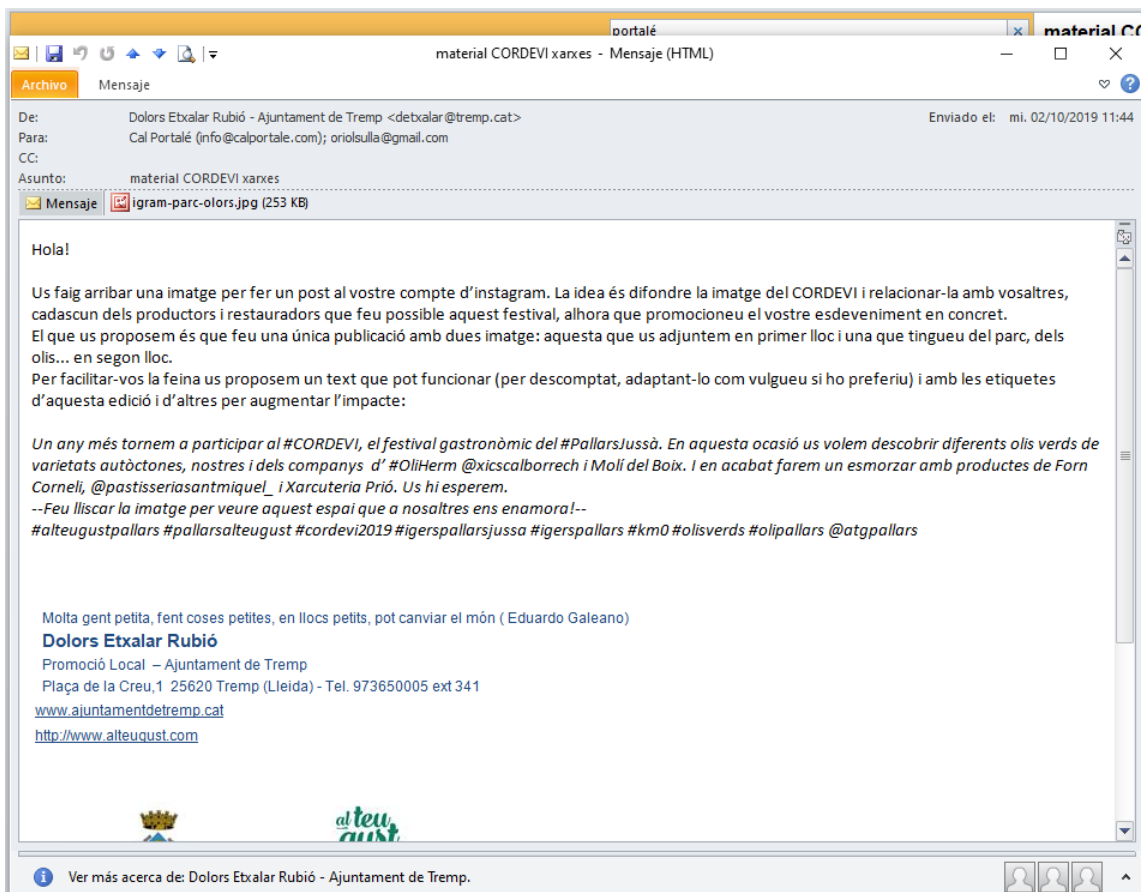 portalé
material CO
material CORDEVI xarxes - Mensaje (HTML)
Archivo Mensaje
De: Dolors Etxalar Rubió - Ajuntament de Tremp <detxalar@tremp.cat> Enviado el: mi. 02/10/2019 11:44
Para: Cal Portalé (info@calportale.com); oriolsulla@gmail.com
CC:
Asunto: material CORDEVI xarxes
Mensaje igram-parc-olors.jpg (253 KB)
Hola!
Us faig arribar una imatge per fer un post al vostre compte d’instagram. La idea és difondre la imatge del CORDEVI i relacionar-la amb vosaltres,
cadascun dels productors i restauradors que feu possible aquest festival, alhora que promocioneu el vostre esdeveniment en concret.
El que us proposem és que feu una única publicació amb dues imatge: aquesta que us adjuntem en primer lloc i una que tingueu del parc, dels
olis... en segon lloc.
Per facilitar-vos la feina us proposem un text que pot funcionar (per descomptat, adaptant-lo com vulgueu si ho preferiu) i amb les etiquetes
d’aquesta edició i d’altres per augmentar l’impacte:
Un any més tornem a participar al #CORDEVI, el festival gastronòmic del #PallarsJussà. En aquesta ocasió us volem descobrir diferents olis verds de
varietats autòctones, nostres i dels companys d’ #OliHerm @xicscalborrech i Molí del Boix. I en acabat farem un esmorzar amb productes de Forn
Corneli, @pastisseriasantmiquel_ i Xarcuteria Prió. Us hi esperem.
--Feu lliscar la imatge per veure aquest espai que a nosaltres ens enamora!--
#alteugustpallars #pallarsalteugust #cordevi2019 #igerspallarsjussa #igerspallars #km0 #olisverds #olipallars @atgpallars
Molta gent petita, fent coses petites, en llocs petits, pot canviar el món ( Eduardo Galeano)
Dolors Etxalar Rubió
Promoció Local – Ajuntament de Tremp
Plaça de la Creu,1 25620 Tremp (Lleida) - Tel. 973650005 ext 341
www.ajuntamentdetremp.cat
http://www.alteugust.com
al teu
gust
Ver más acerca de: Dolors Etxalar Rubió - Ajuntament de Tremp.